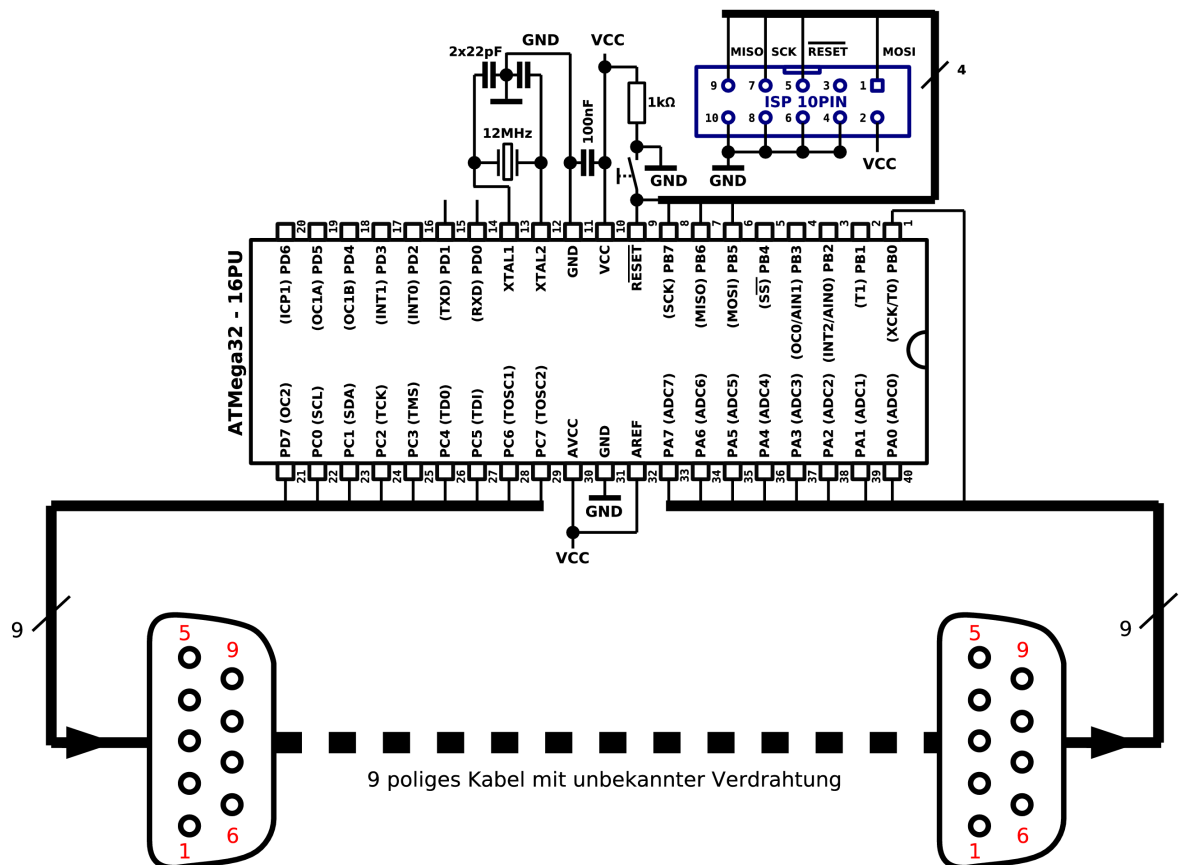 GND
2x22pF
VCC
MISO SCK RESET MOSI
4
9 7 5 3 1
ISP 10PIN
10 8 6 4 2
1kΩ
100nF
12MHz
VCC
GND GND
20 19 18 17 16 15 14 13 12 11 10 9 8 7 6 5 4 3 2 1
(ICP1) PD6
(OC1A) PD5
(OC1B) PD4
(INT1) PD3
(INT0) PD2
(TXD) PD1
(RXD) PD0
XTAL1
XTAL2
GND
VCC
RESET
(SCK) PB7
(MISO) PB6
(MOSI) PB5
(SS) PB4
(OC0/AIN1) PB3
(INT2/AIN0) PB2
(T1) PB1
(XCK/T0) PB0
ATMega32 - 16PU
PD7 (OC2)
PC0 (SCL)
PC1 (SDA)
PC2 (TCK)
PC3 (TMS)
PC4 (TD0)
PC5 (TDI)
PC6 (TOSC1)
PC7 (TOSC2)
AVCC
GND
AREF
PA7 (ADC7)
PA6 (ADC6)
PA5 (ADC5)
PA4 (ADC4)
PA3 (ADC3)
PA2 (ADC2)
PA1 (ADC1)
PA0 (ADC0)
21 22 23 24 25 26 27 28 29 30 31 32 33 34 35 36 37 38 39 40
GND
VCC
9 9
5 9 5 9
9 poliges Kabel mit unbekannter Verdrahtung
1 6 1 6